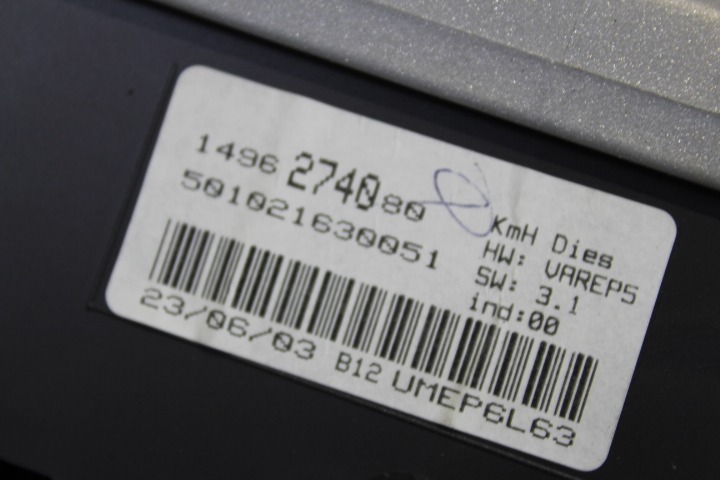 1496 274080
501021630051
KmH Dies
HW: VAREP5
SW: 3.1
ind:00
23/06/03 B12 UMEP6L63